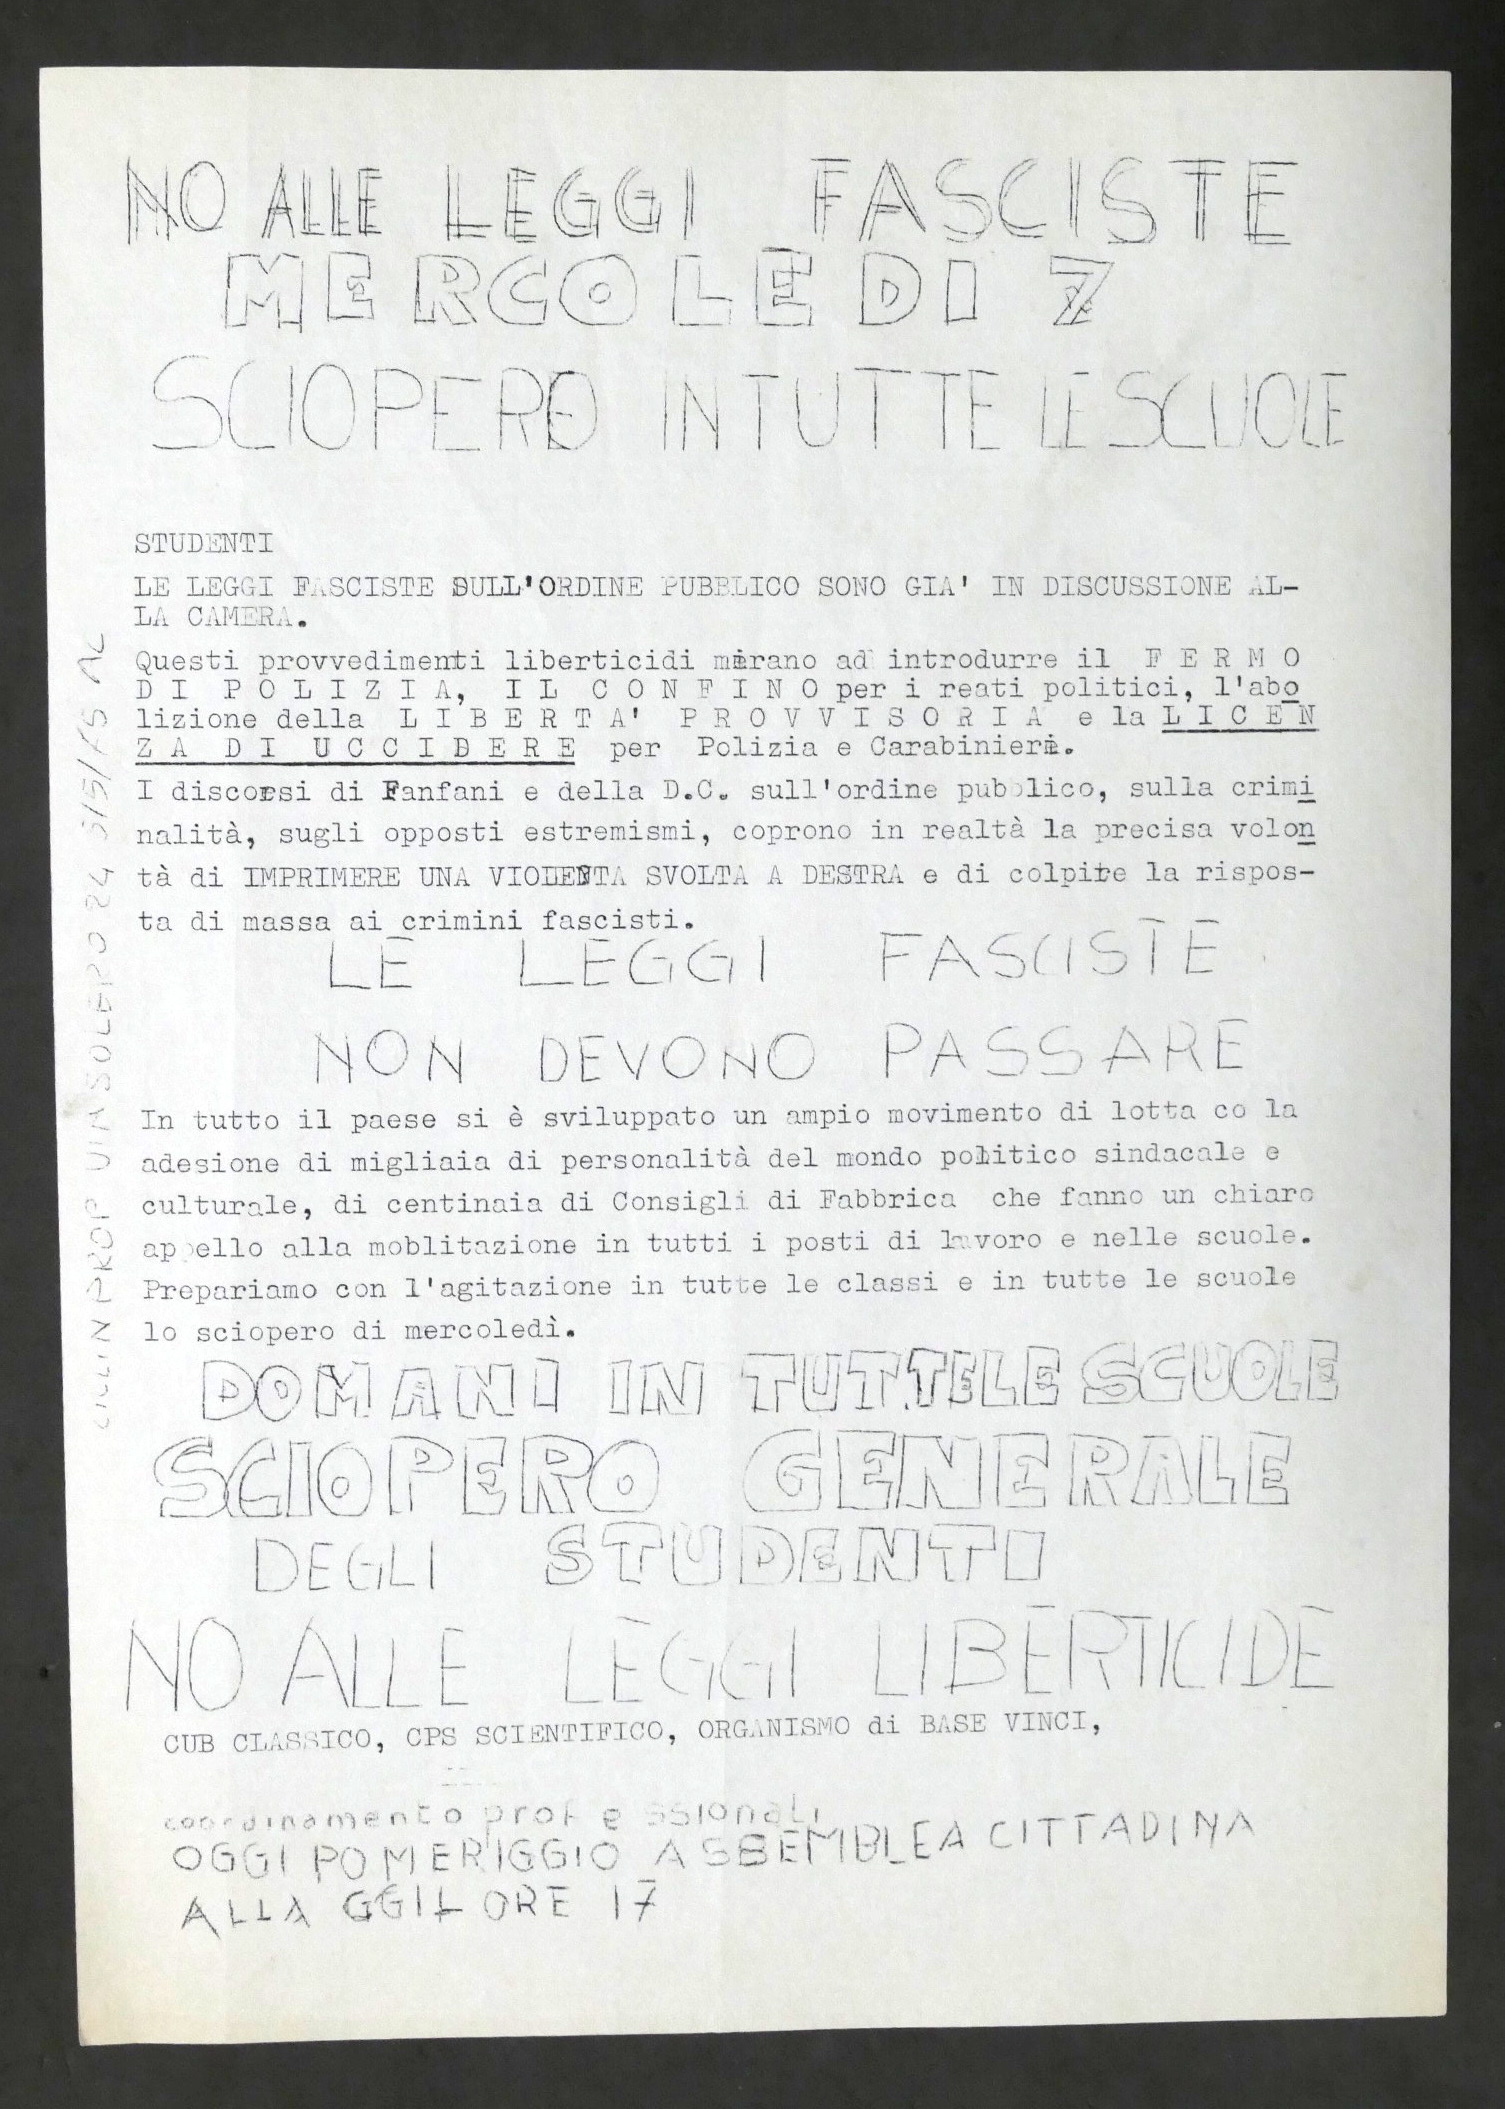 NO ALLE LEGGI FASCISTE
MERCOLEDI 7
SCIOPERO IN TUTTE LE SCUOLE
STUDENTI
LE LEGGI FASCISTE SULL'ORDINE PUBBLICO SONO GIA' IN DISCUSSIONE AL-
LA CAMERA.
Questi provvedimenti liberticidi mirano ad introdurre il F E R M O
D I P O L I Z I A, I L C O N F I N O per i reati politici, l'abo
lizione della L I B E R T A' P R O V V I S O R I A e la L I C E N
Z A D I U C C I D E R E per Polizia e Carabinieri.
I discorsi di Fanfani e della D.C. sull'ordine pubblico, sulla crimi
nalità, sugli opposti estremismi, coprono in realtà la precisa volon
tà di IMPRIMERE UNA VIOLENTA SVOLTA A DESTRA e di colpire la rispos-
ta di massa ai crimini fascisti.
LE LEGGI FASCISTE
NON DEVONO PASSARE
In tutto il paese si è sviluppato un ampio movimento di lotta co la
adesione di migliaia di personalità del mondo politico sindacale e
culturale, di centinaia di Consigli di Fabbrica che fanno un chiaro
appello alla moblitazione in tutti i posti di lavoro e nelle scuole.
Prepariamo con l'agitazione in tutte le classi e in tutte le scuole
lo sciopero di mercoledì.
DOMANI IN TUTTE LE SCUOLE
SCIOPERO GENERALE
DEGLI STUDENTI
NO ALLE LEGGI LIBERTICIDE
CUB CLASSICO, CPS SCIENTIFICO, ORGANISMO di BASE VINCI,
coordinamento professionali
OGGI POMERIGGIO ASSEMBLEA CITTADINA
ALLA CGIL ORE 17
CICLIN PROP VIA SOLERO 24 5/5/75 AL